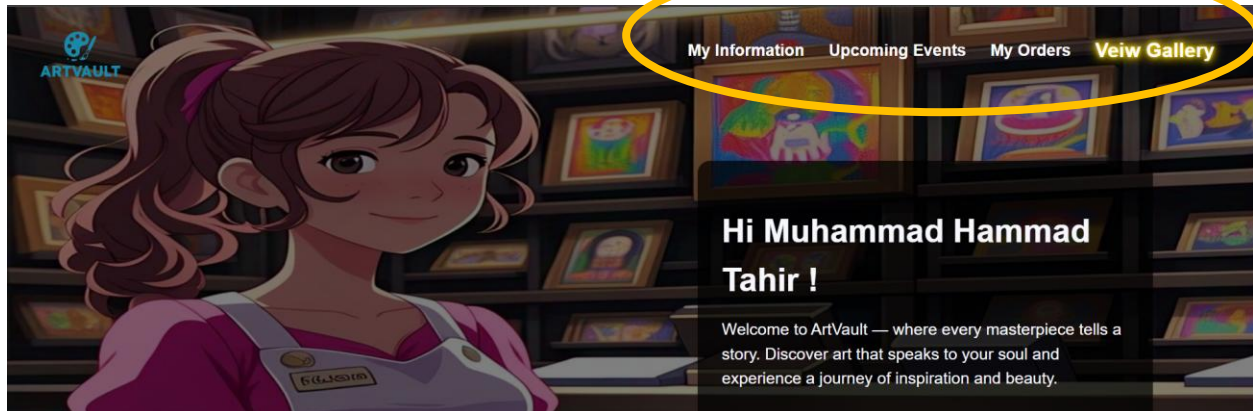 ARTVAULT
My Information Upcoming Events My Orders Veiw Gallery
Hi Muhammad Hammad
Tahir !
Welcome to ArtVault — where every masterpiece tells a
story. Discover art that speaks to your soul and
experience a journey of inspiration and beauty.